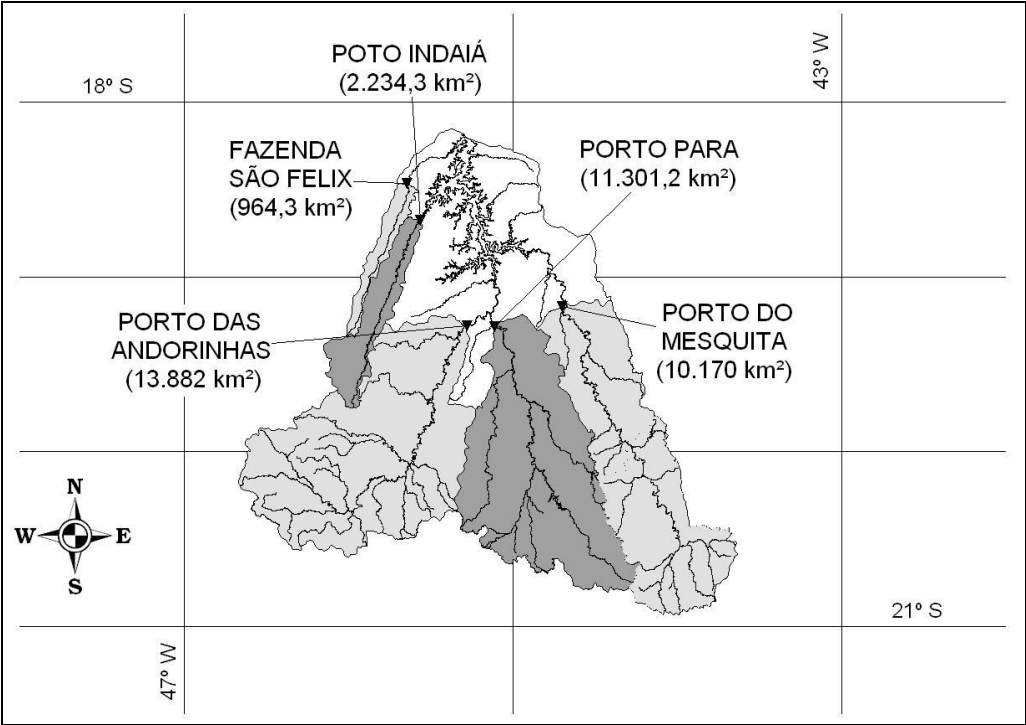 POTO INDAIÁ
(2.234,3 km²)
18º S
43º W
FAZENDA
SÃO FELIX
(964,3 km²)
PORTO PARA
(11.301,2 km²)
PORTO DAS
ANDORINHAS
(13.882 km²)
PORTO DO
MESQUITA
(10.170 km²)
N
W
E
S
21º S
47º W